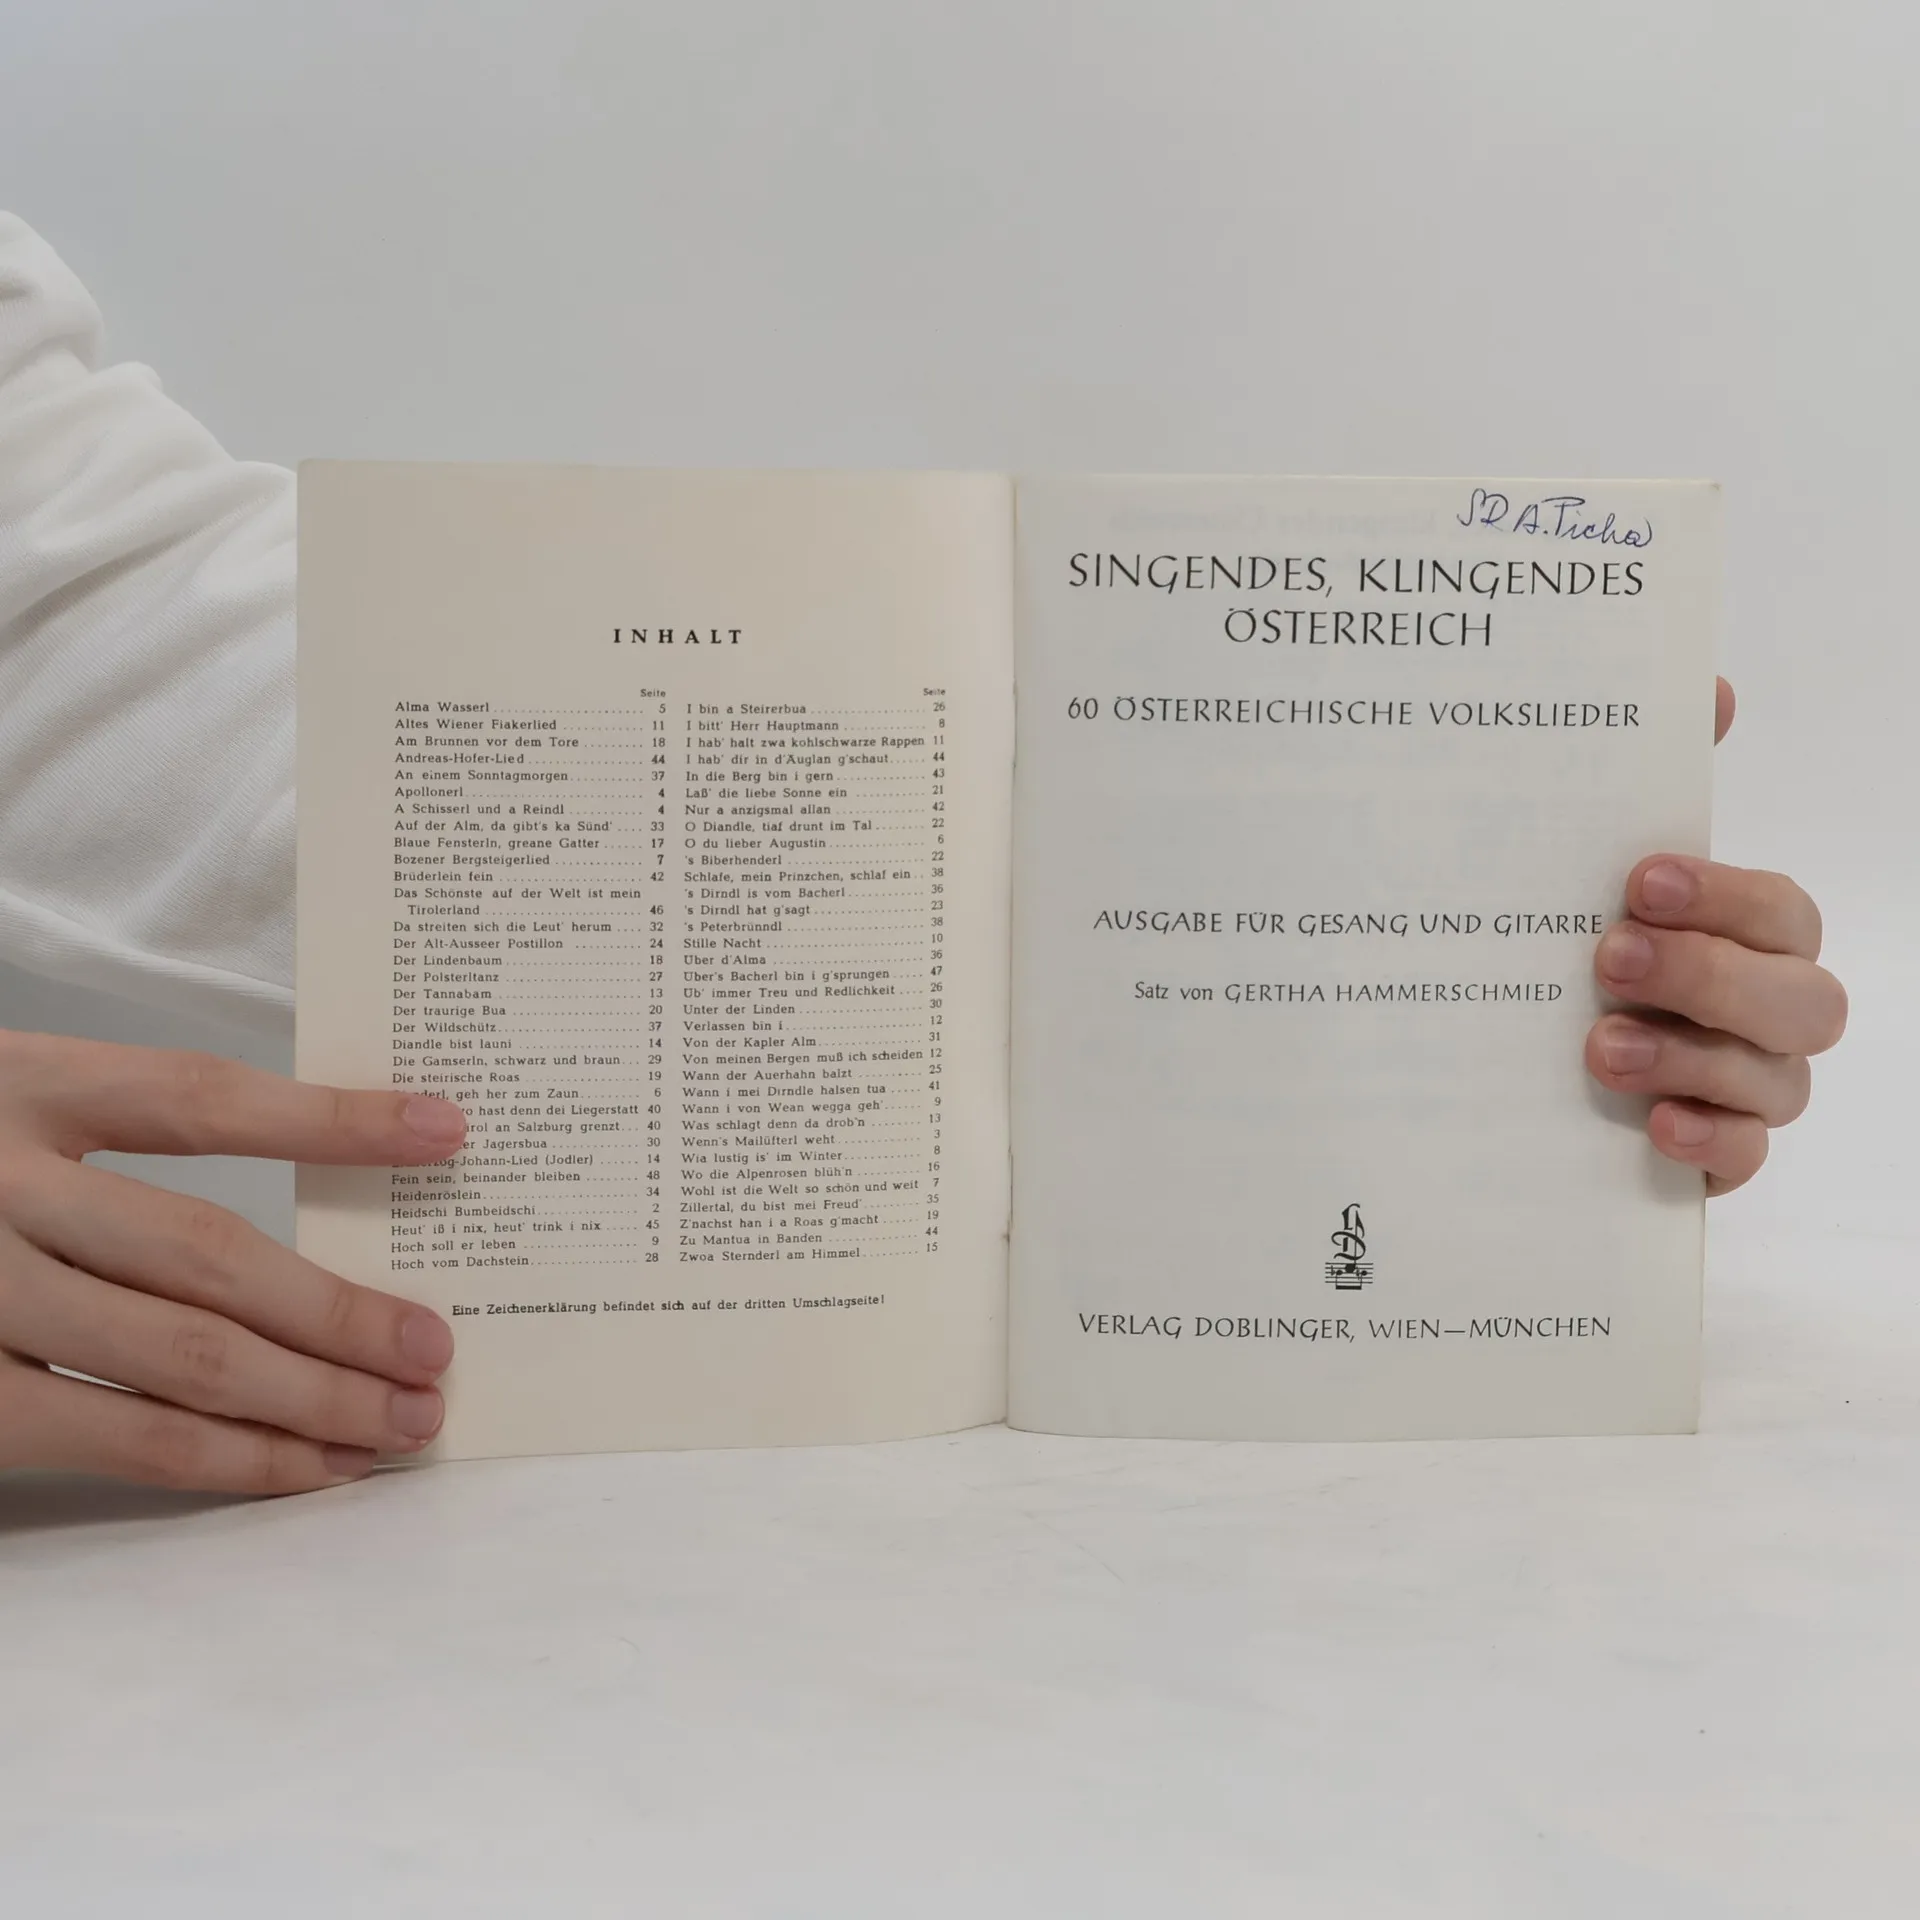 INHALT
Seite
Alma Wasserl 5
Altes Wiener Fiakerlied 11
Am Brunnen vor dem Tore 18
Andreas-Hofer-Lied 44
An einem Sonntagmorgen 37
Apollonerl 4
A Schisserl und a Reindl 4
Auf der Alm, da gibt's ka Sünd' 33
Blaue Fensterln, greane Gatter 17
Bozener Bergsteigerlied 7
Brüderlein fein 42
Das Schönste auf der Welt ist mein
Tirolerland 46
Da streiten sich die Leut' herum 32
Der Alt-Ausseer Postillon 24
Der Lindenbaum 18
Der Polsterltanz 27
Der Tannabam 13
Der traurige Bua 20
Der Wildschütz 37
Diandle bist launi 14
Die Gamserln, schwarz und braun 29
Die steirische Roas 19
geh her zum Zaun 6
hast denn dei Liegerstatt 40
an Salzburg grenzt 40
Jagersbua 30
-Johann-Lied (Jodler) 14
Fein sein, beinander bleiben 48
Heidenröslein 34
Heidschi Bumbeidschi 2
Heut' iß i nix, heut' trink i nix 45
Hoch soll er leben 9
Hoch vom Dachstein 28
Seite
I bin a Steirerbua 26
I bitt' Herr Hauptmann 8
I hab' halt zwa kohlschwarze Rappen 11
I hab' dir in d'Äuglan g'schaut 44
In die Berg bin i gern 43
Laß' die liebe Sonne ein 21
Nur a anzigsmal allan 42
O Diandle, tiaf drunt im Tal 22
O du lieber Augustin 6
's Biberhenderl 22
Schlafe, mein Prinzchen, schlaf ein 38
's Dirndl is vom Bacherl 36
's Dirndl hat g'sagt 23
's Peterbründl 38
Stille Nacht 10
Über d'Alma 36
Über's Bacherl bin i g'sprungen 47
Üb' immer Treu und Redlichkeit 26
Unter der Linden 30
Verlassen bin i 12
Von der Kapler Alm 31
Von meinen Bergen muß ich scheiden 12
Wann der Auerhahn balzt 25
Wann i mei Dirndle halsen tua 41
Wann i von Wean wegga geh' 9
Was schlagt denn da drob'n 13
Wenn's Mailüfterl weht 3
Wia lustig is' im Winter 8
Wo die Alpenrosen blüh'n 16
Wohl ist die Welt so schön und weit 7
Zillertal, du bist mei Freud' 35
Z'nachst han i a Roas g'macht 19
Zu Mantua in Banden 44
Zwoa Sternderl am Himmel 15
Eine Zeichenerklärung befindet sich auf der dritten Umschlagseite!
A. Picha
SINGENDES, KLINGENDES
ÖSTERREICH
60 ÖSTERREICHISCHE VOLKSLIEDER
AUSGABE FÜR GESANG UND GITARRE
Satz von GERTHA HAMMERSCHMIED
VERLAG DOBLINGER, WIEN—MÜNCHEN